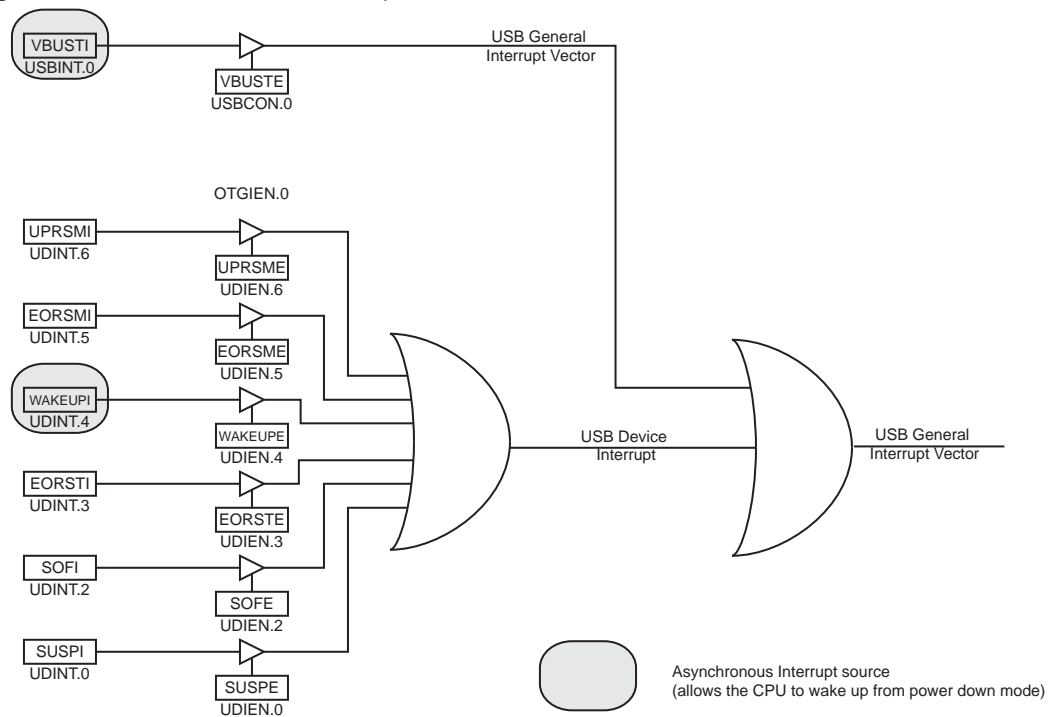 VBUSTI
USBINT.0
VBUSTE
USBCON.0
USB General
Interrupt Vector
OTGIEN.0
UPRSMI
UDINT.6
UPRSME
UDIEN.6
EORSMI
UDINT.5
EORSME
UDIEN.5
WAKEUPI
UDINT.4
WAKEUPE
UDIEN.4
EORSTI
UDINT.3
EORSTE
UDIEN.3
SOFI
UDINT.2
SOFE
UDIEN.2
SUSPI
UDINT.0
SUSPE
UDIEN.0
USB Device
Interrupt
USB General
Interrupt Vector
Asynchronous Interrupt source
(allows the CPU to wake up from power down mode)